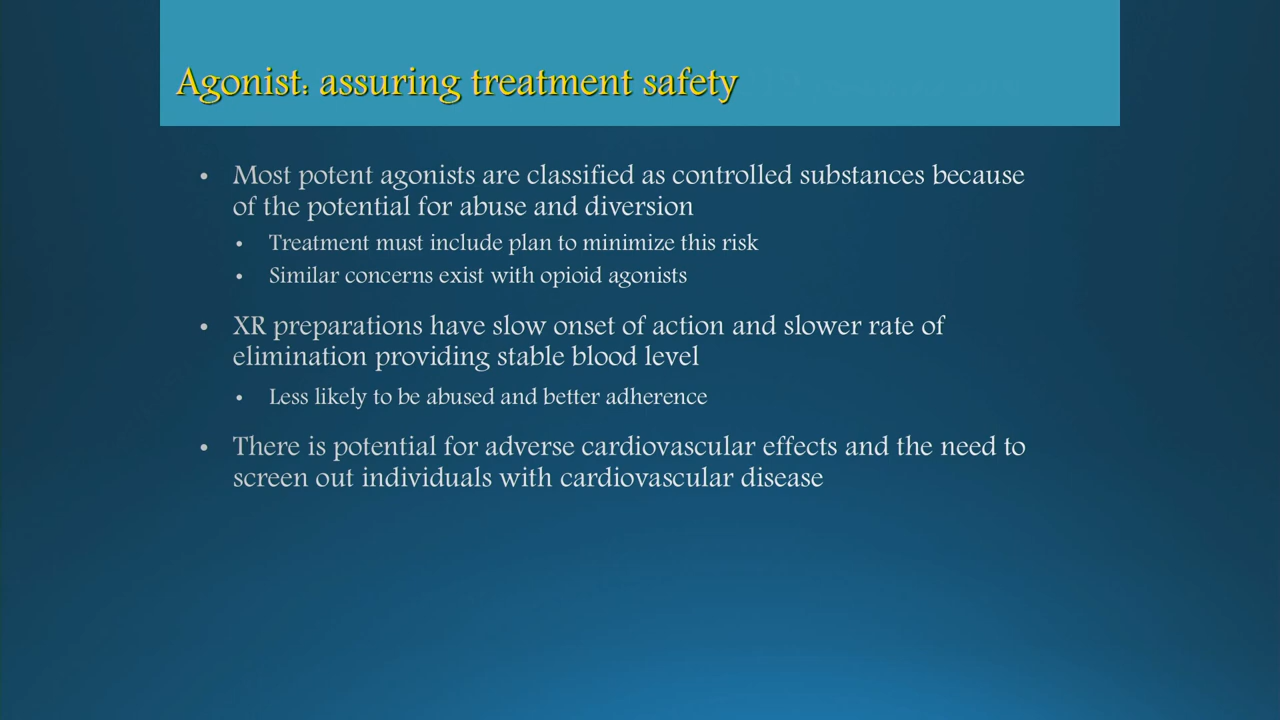 Agonist: assuring treatment safety
• Most potent agonists are classified as controlled substances because
of the potential for abuse and diversion
• Treatment must include plan to minimize this risk
• Similar concerns exist with opioid agonists
• XR preparations have slow onset of action and slower rate of
elimination providing stable blood level
• Less likely to be abused and better adherence
• There is potential for adverse cardiovascular effects and the need to
screen out individuals with cardiovascular disease